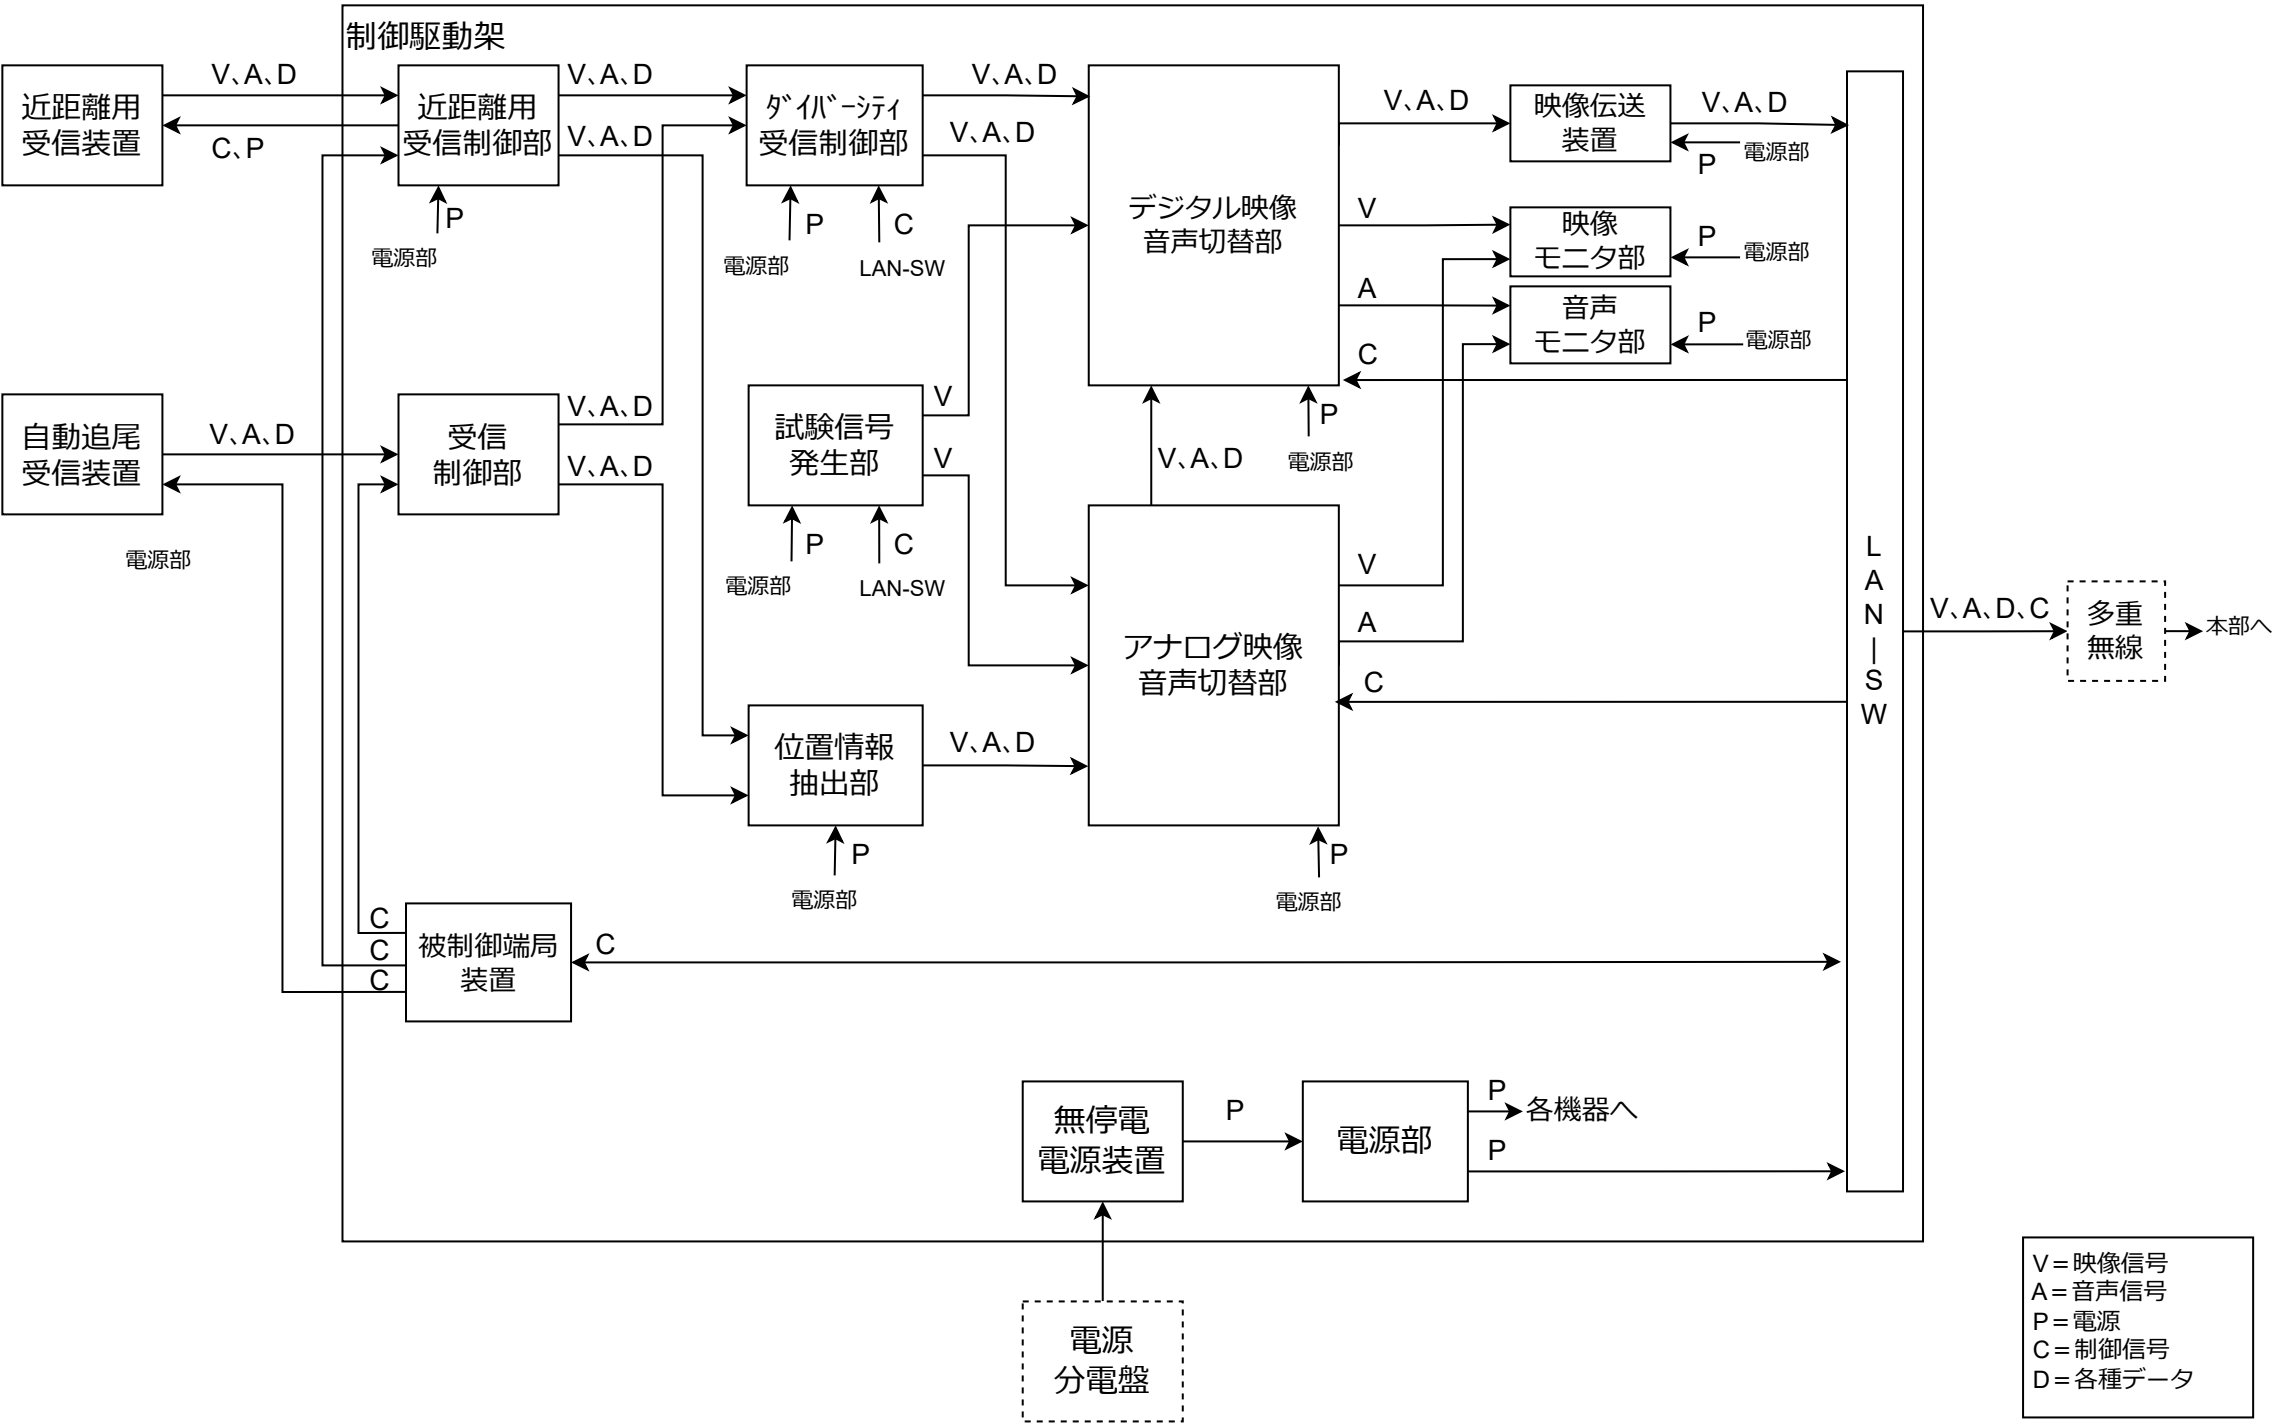 制御駆動架
近距離用
受信装置
V、A、D
C、P
近距離用
受信制御部
P
電源部
V、A、D
V、A、D
ﾀﾞｲﾊﾞｰｼﾃｨ
受信制御部
P
電源部
C
LAN-SW
V、A、D
V、A、D
デジタル映像
音声切替部
P
電源部
V、A、D
V
A
C
映像伝送
装置
V、A、D
P
電源部
映像
モニタ部
P
電源部
音声
モニタ部
P
電源部
自動追尾
受信装置
V、A、D
電源部
受信
制御部
V、A、D
V、A、D
試験信号
発生部
V
V
P
電源部
C
LAN-SW
V、A、D
アナログ映像
音声切替部
V
A
C
P
電源部
位置情報
抽出部
V、A、D
P
電源部
被制御端局
装置
C
C
C
C
L
A
N
|
S
W
V、A、D、C
多重
無線
本部へ
無停電
電源装置
P
電源部
P
各機器へ
P
電源
分電盤
V＝映像信号
A＝音声信号
P＝電源
C＝制御信号
D＝各種データ